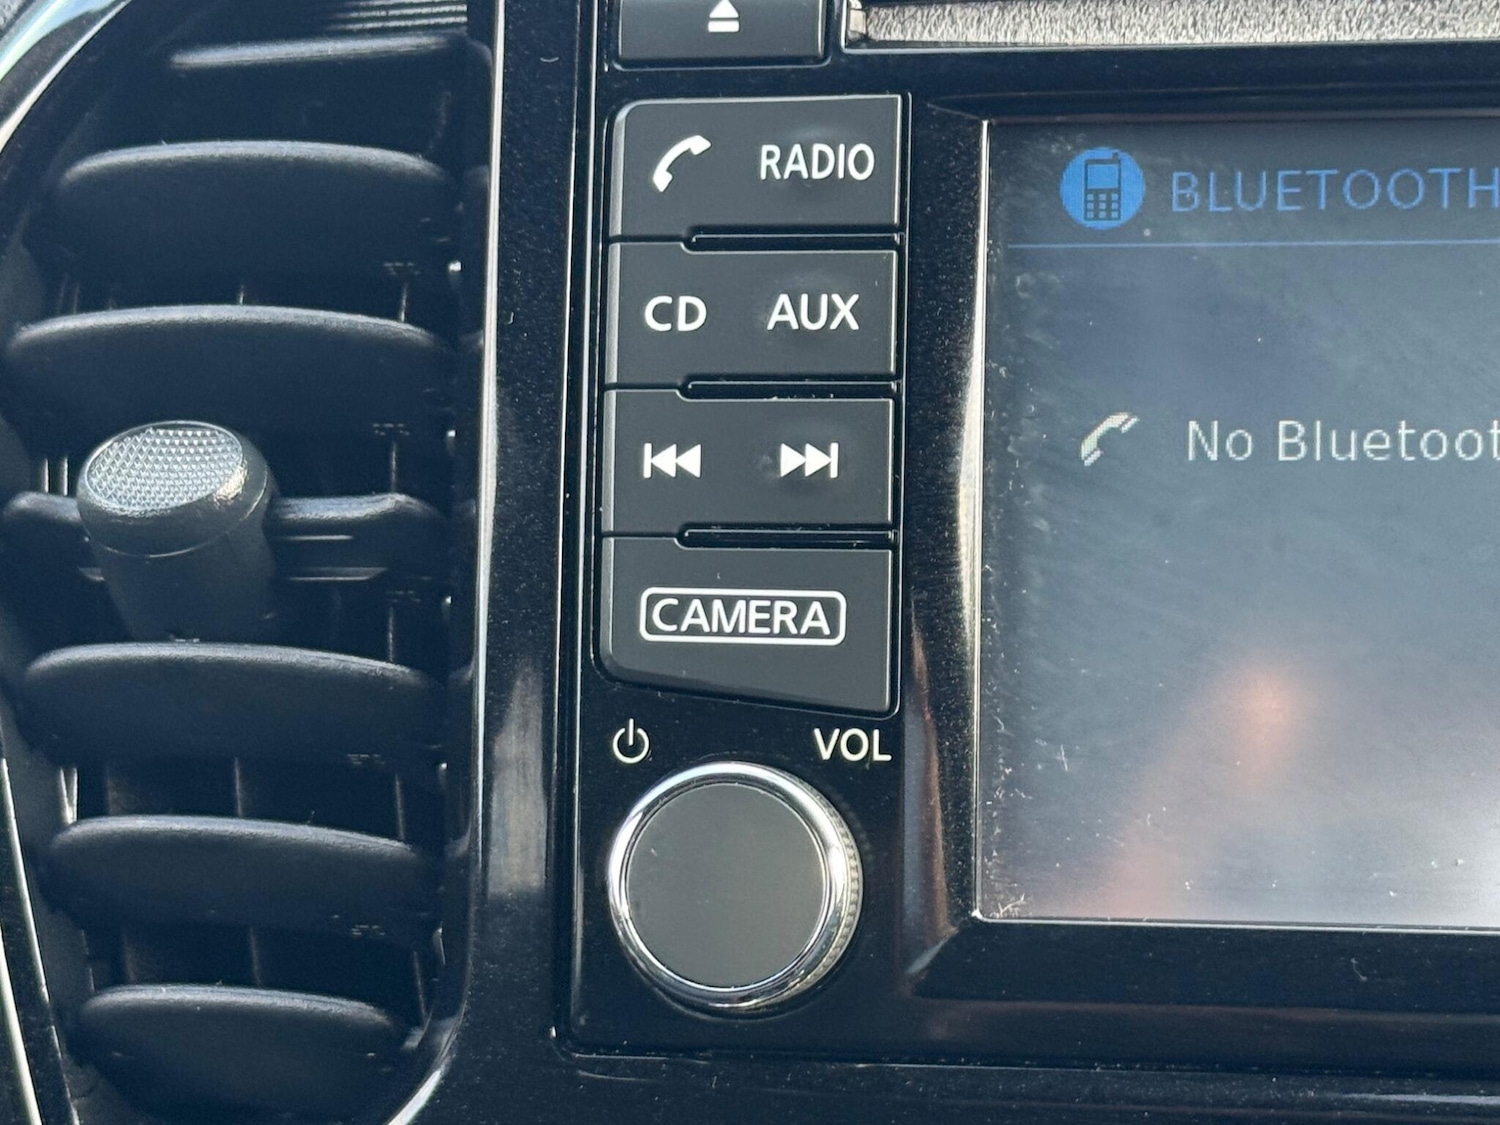 RADIO
BLUETOOTH
CD AUX
No Bluetoot
CAMERA
VOL